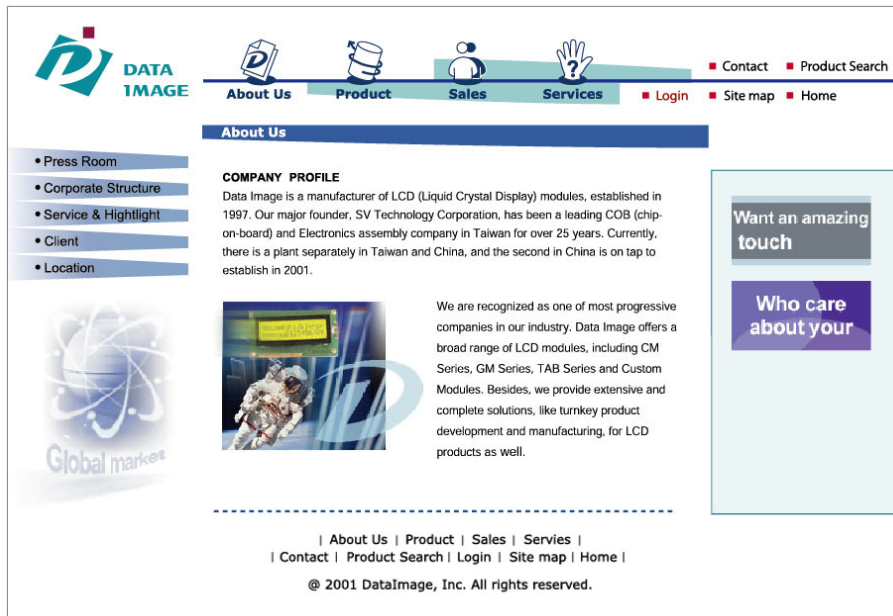 DATA
IMAGE
About Us
Product
Sales
Services
Contact
Product Search
Login
Site map
Home
About Us
Press Room
Corporate Structure
Service & Hightlight
Client
Location
Global market
COMPANY PROFILE
Data Image is a manufacturer of LCD (Liquid Crystal Display) modules, established in
1997. Our major founder, SV Technology Corporation, has been a leading COB (chip-
on-board) and Electronics assembly company in Taiwan for over 25 years. Currently,
there is a plant separately in Taiwan and China, and the second in China is on tap to
establish in 2001.
We are recognized as one of most progressive
companies in our industry. Data Image offers a
broad range of LCD modules, including CM
Series, GM Series, TAB Series and Custom
Modules. Besides, we provide extensive and
complete solutions, like turnkey product
development and manufacturing, for LCD
products as well.
Want an amazing
touch
Who care
about your
| About Us | Product | Sales | Servies |
| Contact | Product Search | Login | Site map | Home |
@ 2001 DataImage, Inc. All rights reserved.